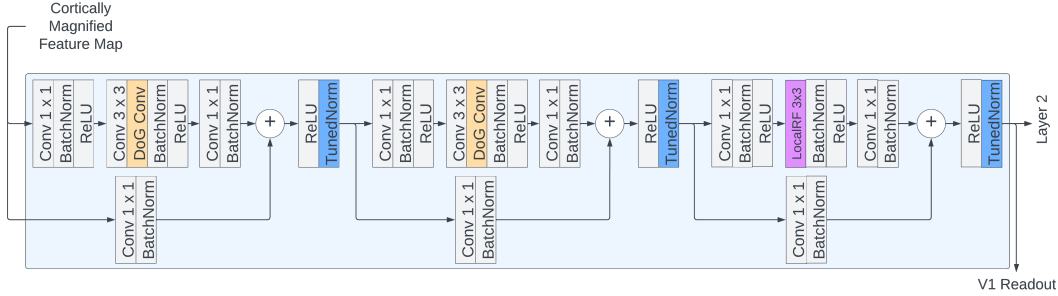 Cortically
Magnified
Feature Map
Conv 1 x 1
BatchNorm
ReLU
Conv 3 x 3
DoG Conv
BatchNorm
ReLU
Conv 1 x 1
BatchNorm
+
ReLU
TunedNorm
Conv 1 x 1
BatchNorm
ReLU
Conv 3 x 3
DoG Conv
BatchNorm
ReLU
Conv 1 x 1
BatchNorm
+
ReLU
TunedNorm
Conv 1 x 1
BatchNorm
ReLU
LocalRF 3x3
BatchNorm
ReLU
Conv 1 x 1
BatchNorm
+
ReLU
TunedNorm
Layer 2
Conv 1 x 1
BatchNorm
Conv 1 x 1
BatchNorm
Conv 1 x 1
BatchNorm
V1 Readout